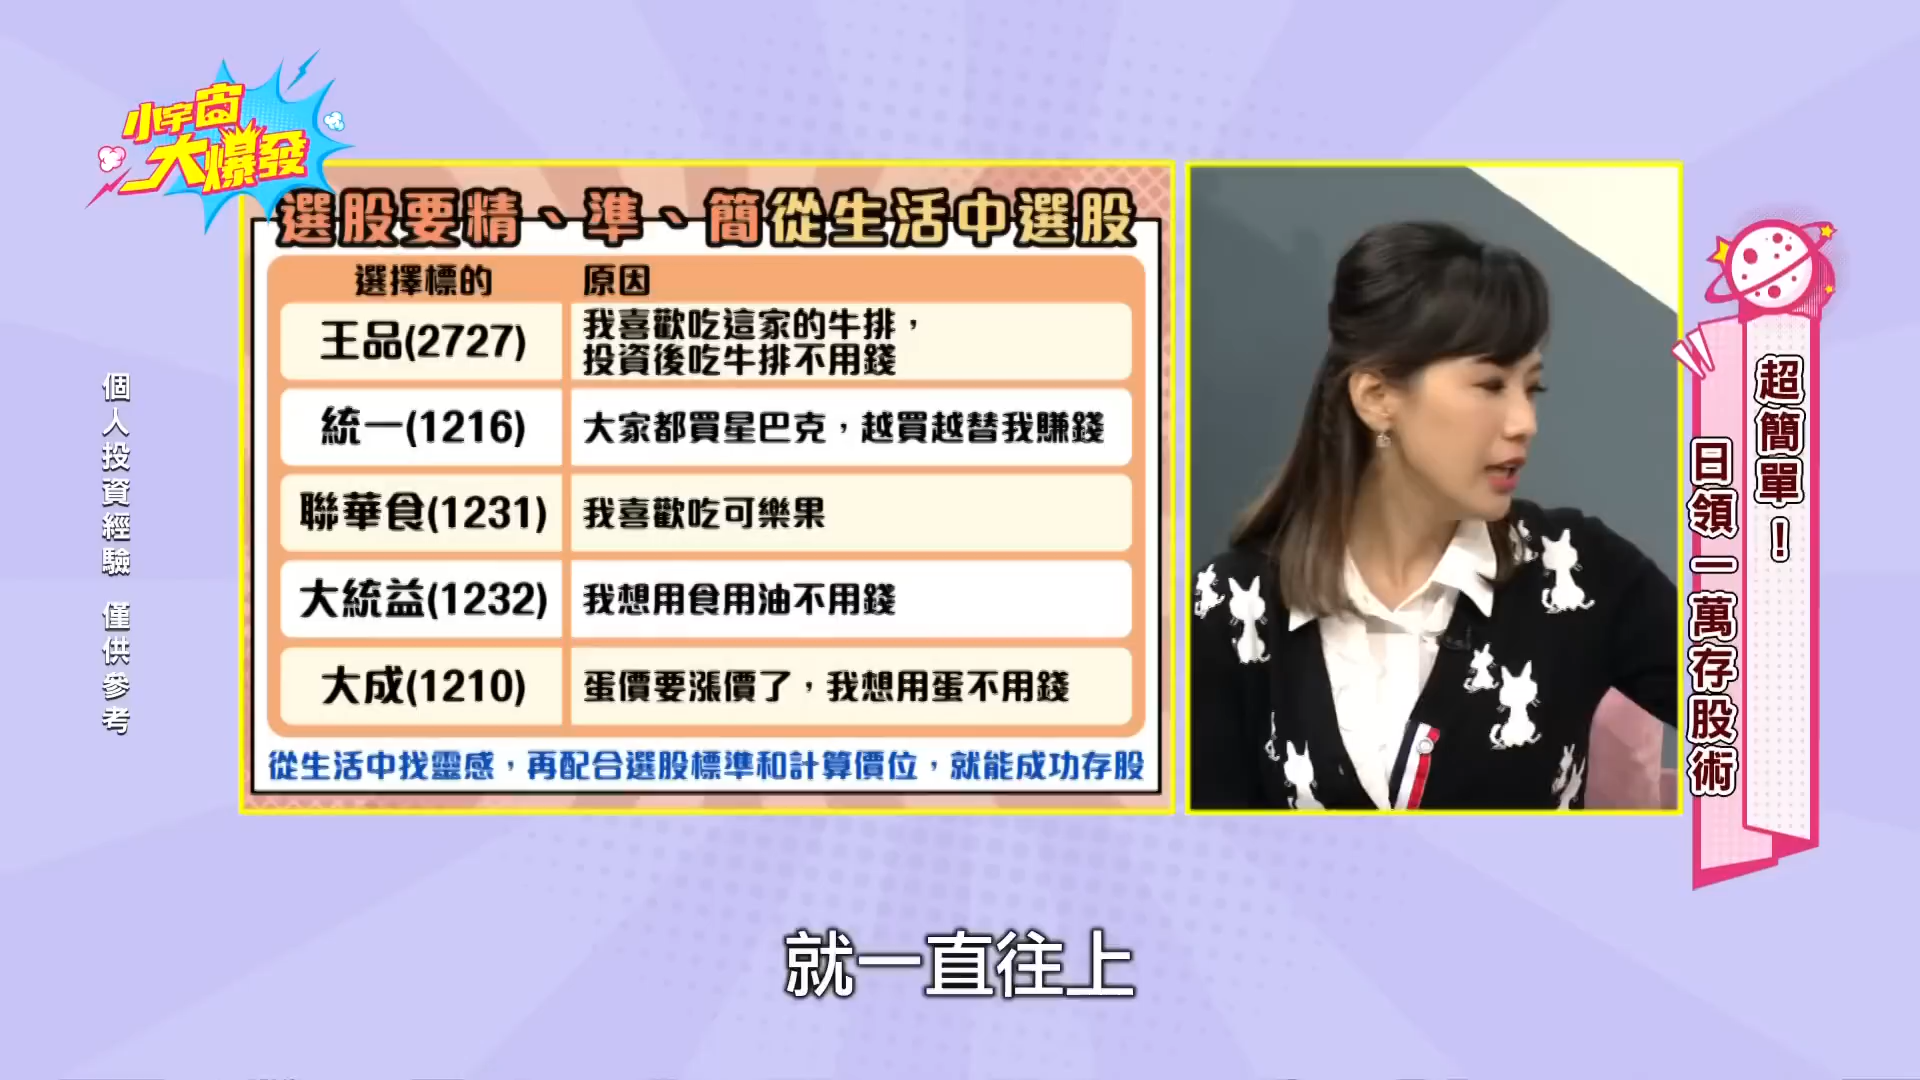 小宇宙
大爆發
選股要精、準、簡從生活中選股
選擇標的 原因
王品(2727) 我喜歡吃這家的牛排，
投資後吃牛排不用錢
統一(1216) 大家都買星巴克，越買越替我賺錢
聯華食(1231) 我喜歡吃可樂果
大統益(1232) 我想用食用油不用錢
大成(1210) 蛋價要漲價了，我想用蛋不用錢
從生活中找靈感，再配合選股標準和計算價位，就能成功存股
個人投資經驗 僅供參考
超簡單！
日領一萬存股術
就一直往上